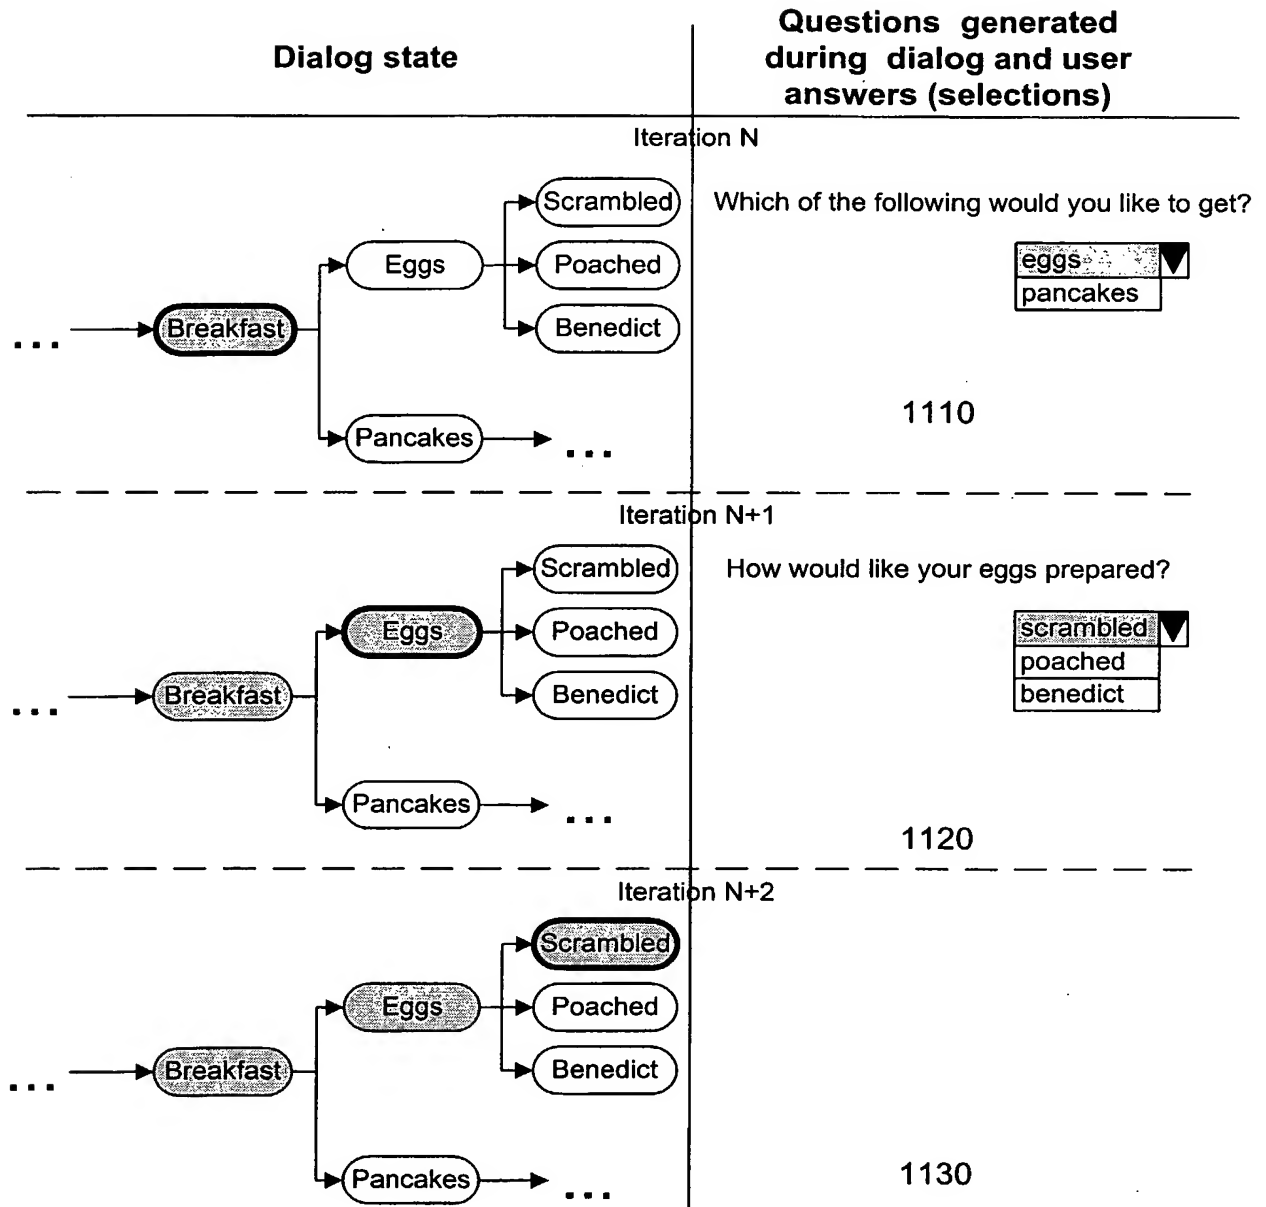 Dialog state
Questions generated
during dialog and user
answers (selections)
Iteration N
Scrambled
Which of the following would you like to get?
Eggs
Poached
eggs
pancakes
... Breakfast
Benedict
1110
Pancakes
...
Iteration N+1
Scrambled
How would like your eggs prepared?
Eggs
Poached
scrambled
poached
benedict
... Breakfast
Benedict
Pancakes
...
1120
Iteration N+2
Scrambled
Eggs
Poached
... Breakfast
Benedict
Pancakes
...
1130